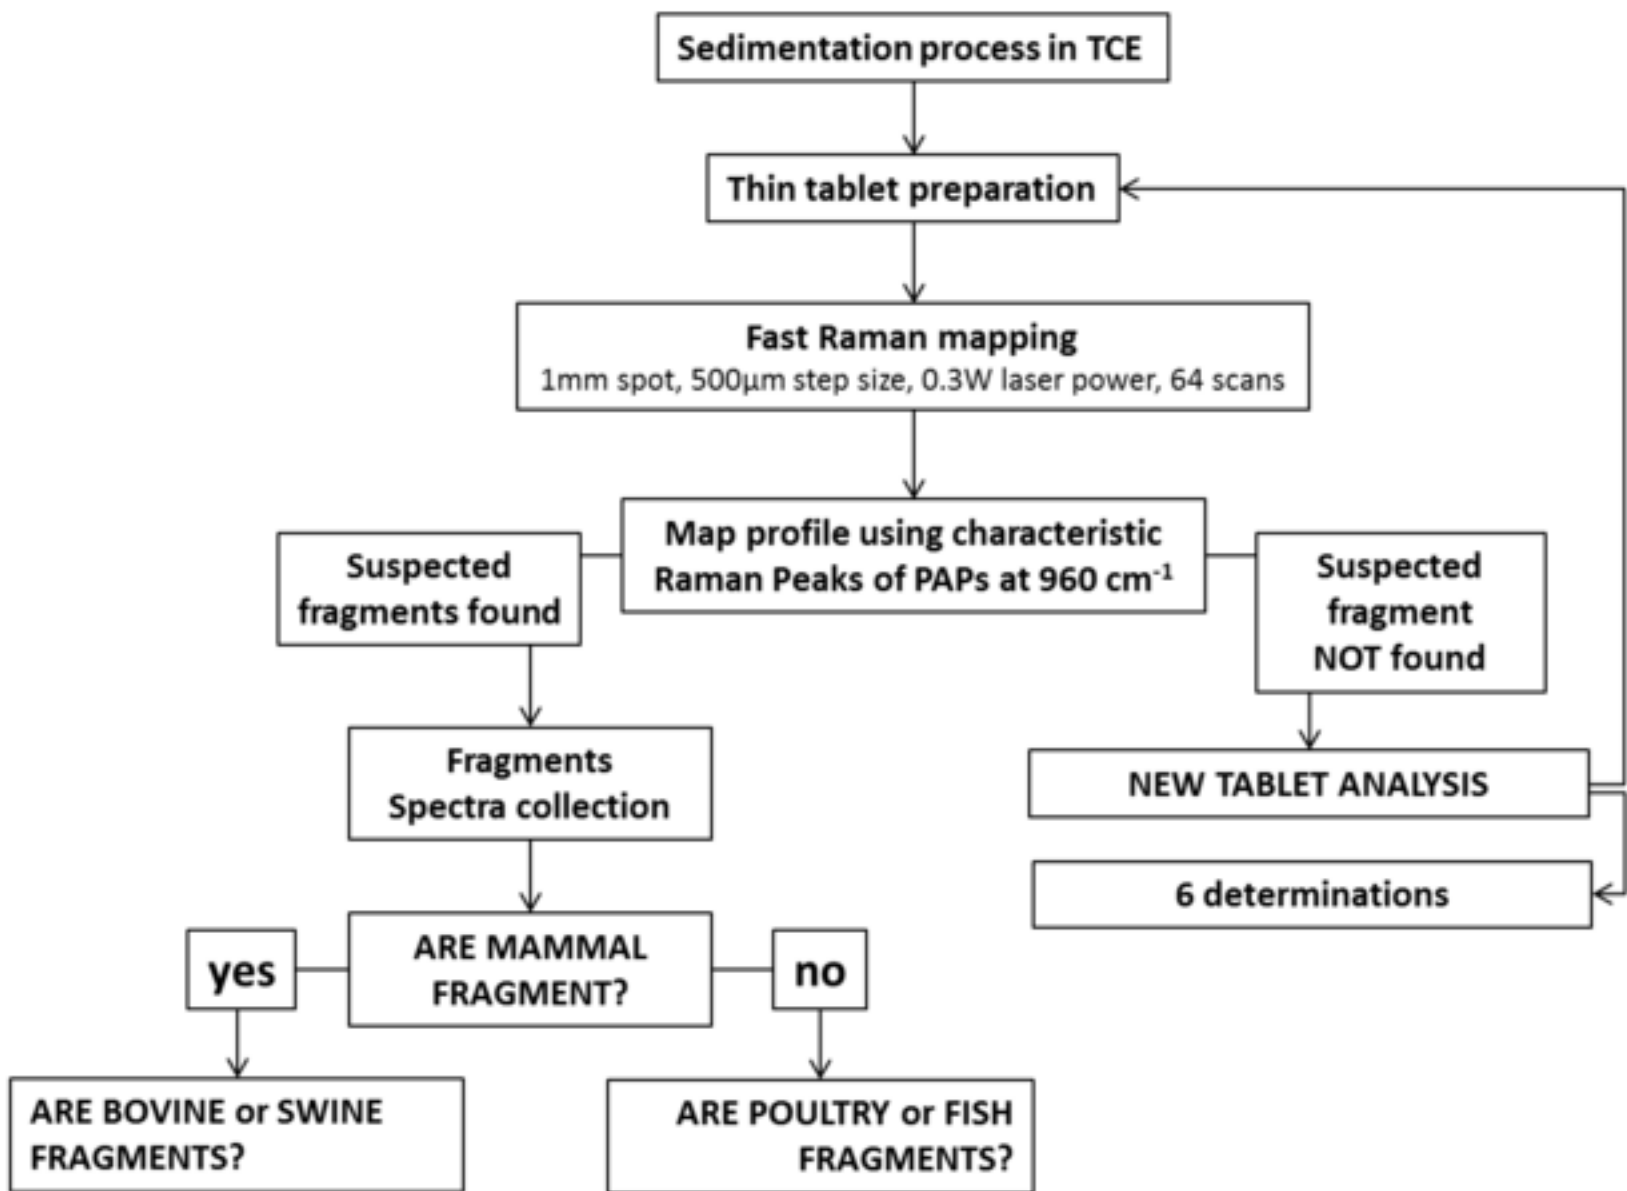 Sedimentation process in TCE
Thin tablet preparation
Fast Raman mapping
1mm spot, 500µm step size, 0.3W laser power, 64 scans
Map profile using characteristic
Raman Peaks of PAPs at 960 cm⁻¹
Suspected
fragments found
Suspected
fragment
NOT found
Fragments
Spectra collection
NEW TABLET ANALYSIS
6 determinations
ARE MAMMAL
FRAGMENT?
yes
no
ARE BOVINE or SWINE
FRAGMENTS?
ARE POULTRY or FISH
FRAGMENTS?